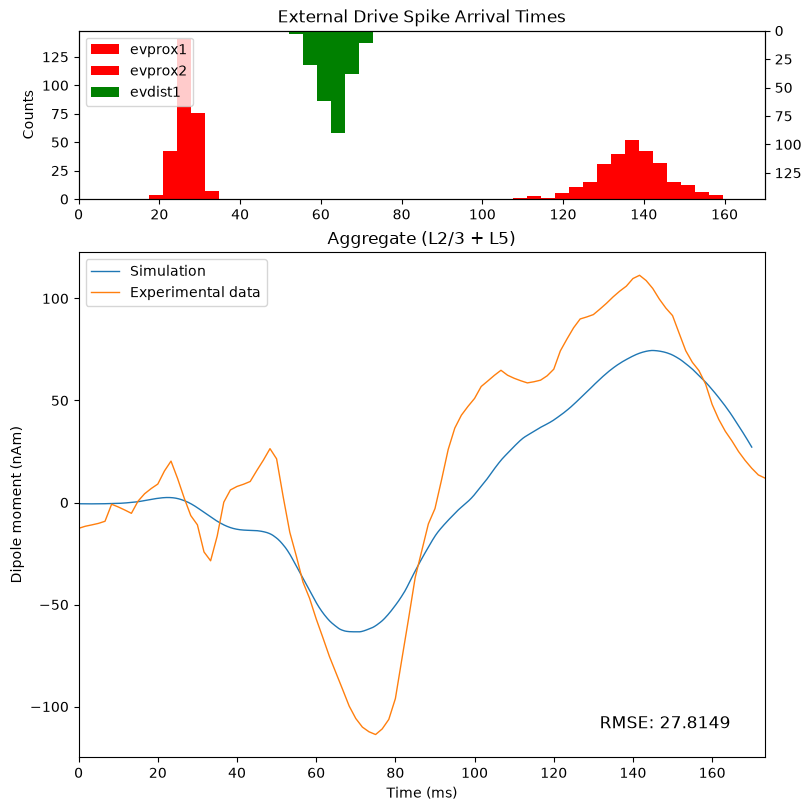 External Drive Spike Arrival Times
evprox1
evprox2
evdist1
Counts
0
25
50
75
100
125
0
25
50
75
100
125
0 20 40 60 80 100 120 140 160
Aggregate (L2/3 + L5)
Simulation
Experimental data
Dipole moment (nAm)
100
50
0
−50
−100
RMSE: 27.8149
0 20 40 60 80 100 120 140 160
Time (ms)